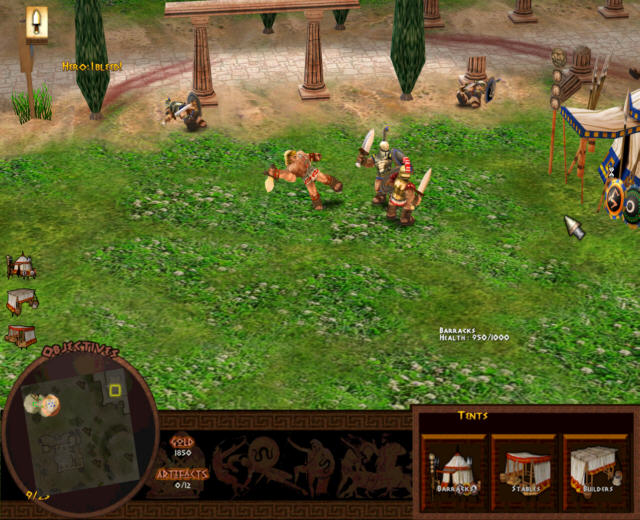 Hero:Ibleeds
Barracks
Health : 950/1000
Objectives
Tents
Gold
1850
Artifacts
0/12
Barracks
Stables
Builders